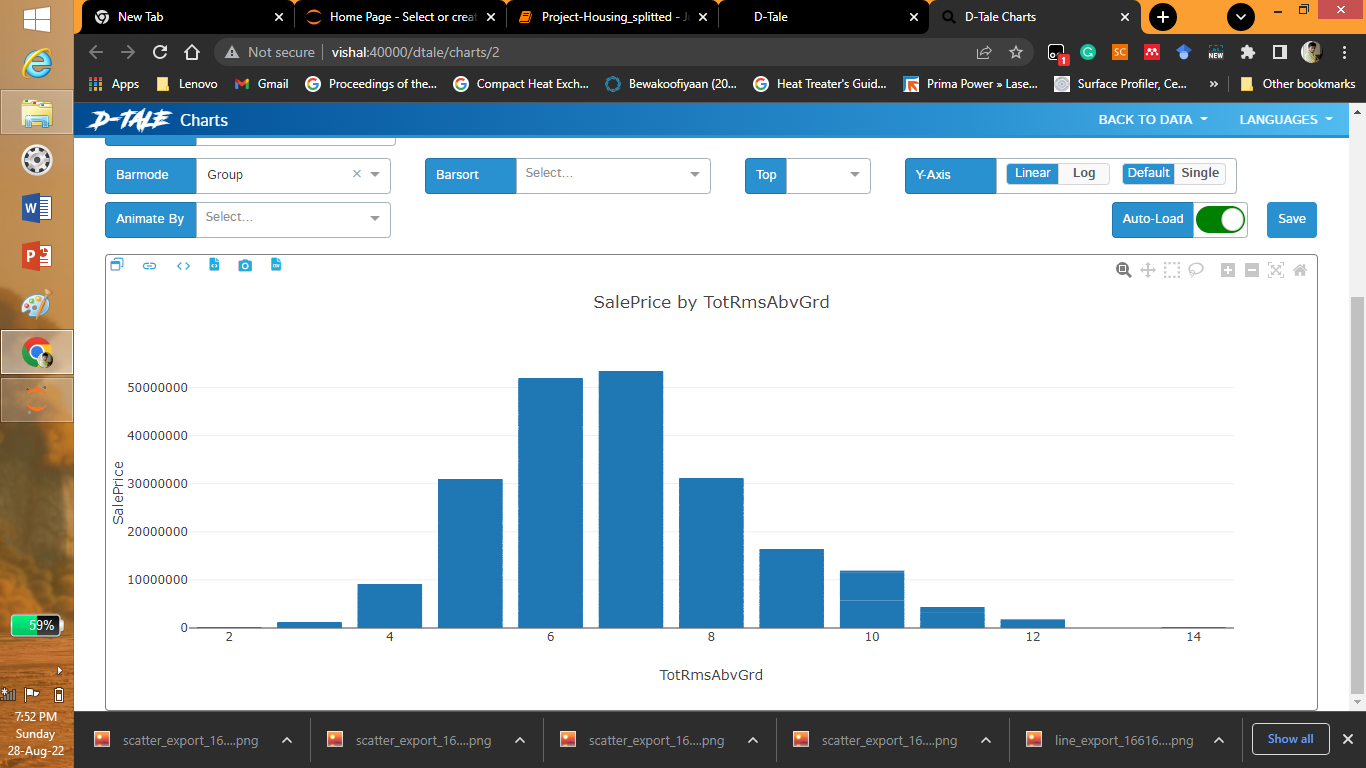 New Tab
Home Page - Select or creat
Project-Housing_splitted - J
D-Tale
D-Tale Charts
Not secure | vishal:40000/dtale/charts/2
SC
NEW
1
Apps
Lenovo
Gmail
Proceedings of the...
Compact Heat Exch...
Bewakoofiyaan (20...
Heat Treater's Guid...
Prima Power » Lase...
Surface Profiler, Ce...
»
Other bookmarks
D-TALE Charts
BACK TO DATA
LANGUAGES
Barmode
Group
Barsort
Select...
Top
Y-Axis
Linear
Log
Default
Single
Animate By
Select...
Auto-Load
Save
SalePrice by TotRmsAbvGrd
50000000
40000000
30000000
20000000
10000000
0
SalePrice
2 4 6 8 10 12 14
TotRmsAbvGrd
59%
7:52 PM
Sunday
28-Aug-22
scatter_export_16....png
scatter_export_16....png
scatter_export_16....png
scatter_export_16....png
line_export_16616....png
Show all